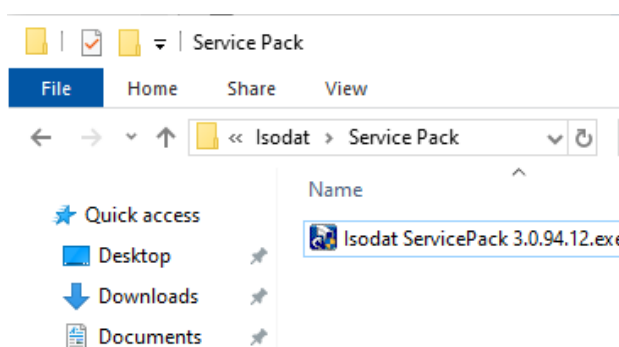 Service Pack
File Home Share View
« Isodat > Service Pack
Name
Quick access
Isodat ServicePack 3.0.94.12.exe
Desktop
Downloads
Documents